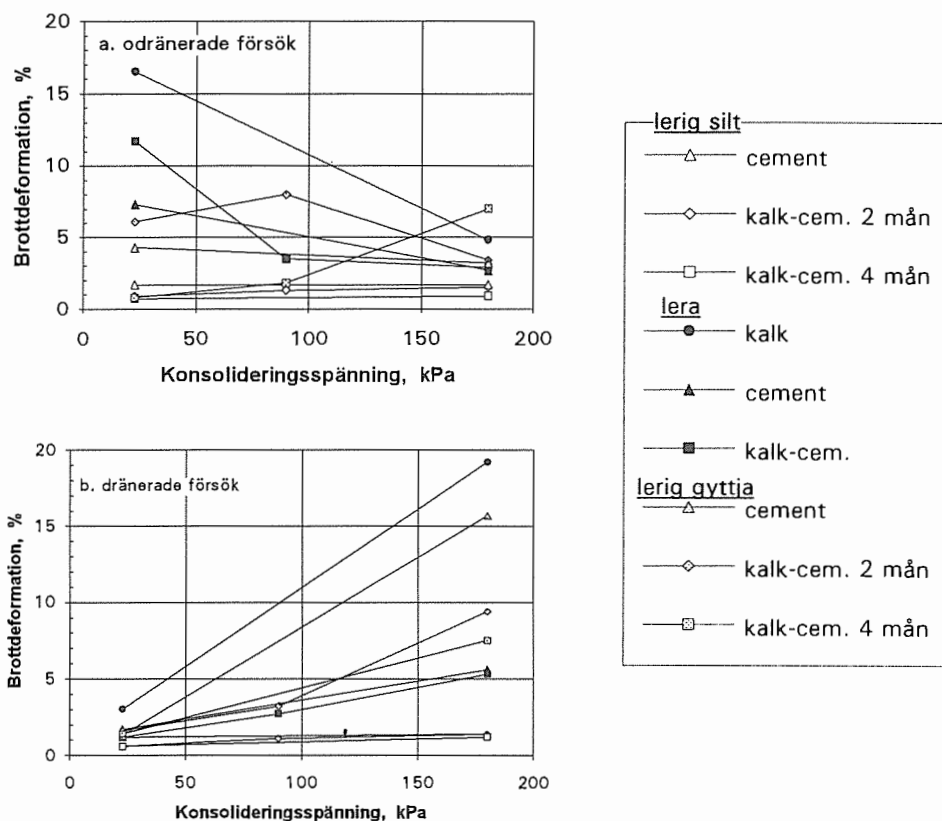 20
15
10
5
0
Brottdeformation, %
a. odränerade försök
0 50 100 150 200
Konsolideringsspänning, kPa
20
15
10
5
0
Brottdeformation, %
b. dränerade försök
0 50 100 150 200
Konsolideringsspänning, kPa
lerig silt
cement
kalk-cem. 2 mån
kalk-cem. 4 mån
lera
kalk
cement
kalk-cem.
lerig gyttja
cement
kalk-cem. 2 mån
kalk-cem. 4 mån